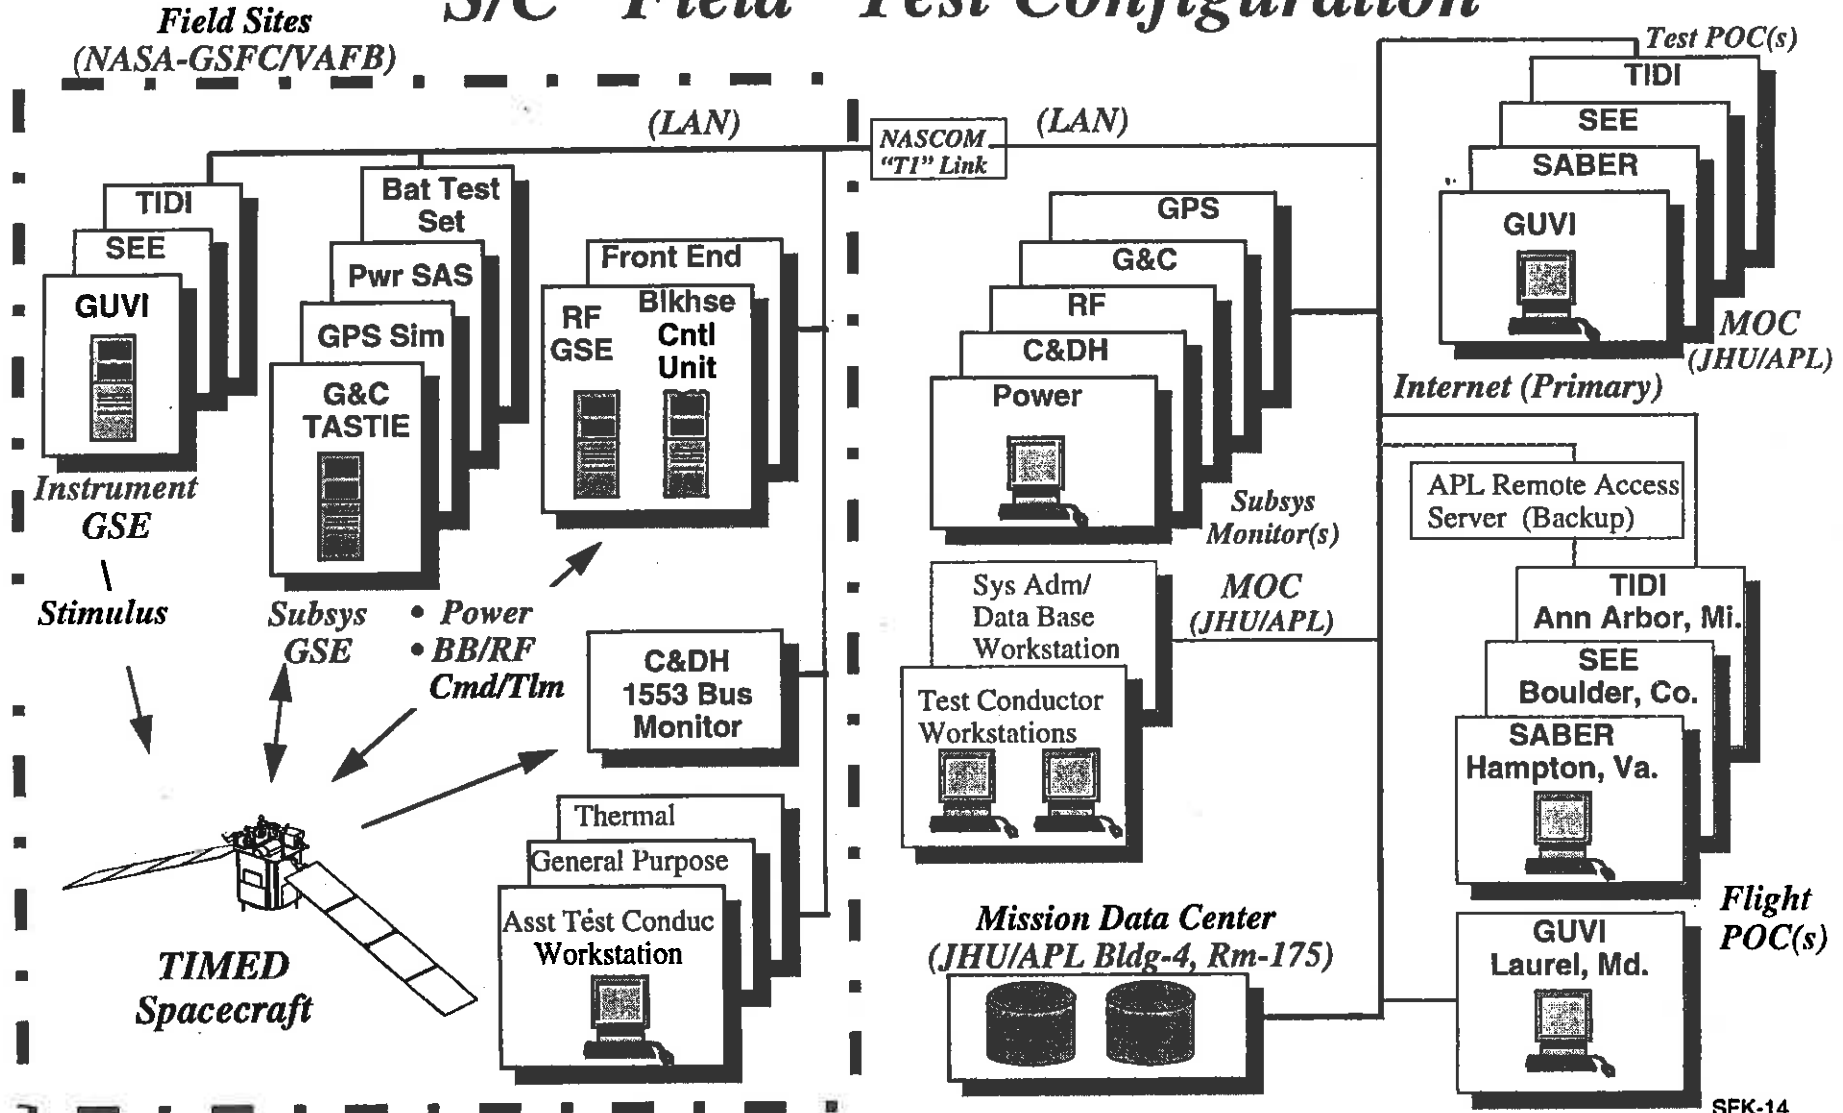 S/C "Field" Test Configuration
Field Sites
(NASA-GSFC/VAFB)
(LAN)
NASCOM
"T1" Link
(LAN)
Test POC(s)
TIDI
SEE
SABER
GUVI
MOC
(JHU/APL)
TIDI
SEE
GUVI
Instrument
GSE
Stimulus
Bat Test
Set
Pwr SAS
GPS Sim
G&C
TASTIE
Subsys
GSE
Front End
RF
GSE
Blkhse
Cntl
Unit
• Power
• BB/RF
Cmd/Tlm
C&DH
1553 Bus
Monitor
Thermal
General Purpose
Asst Test Conduc
Workstation
TIMED
Spacecraft
GPS
G&C
RF
C&DH
Power
Subsys
Monitor(s)
Sys Adm/
Data Base
Workstation
MOC
(JHU/APL)
Test Conductor
Workstations
Mission Data Center
(JHU/APL Bldg-4, Rm-175)
Internet (Primary)
APL Remote Access
Server (Backup)
TIDI
Ann Arbor, Mi.
SEE
Boulder, Co.
SABER
Hampton, Va.
Flight
POC(s)
GUVI
Laurel, Md.
SFK-14